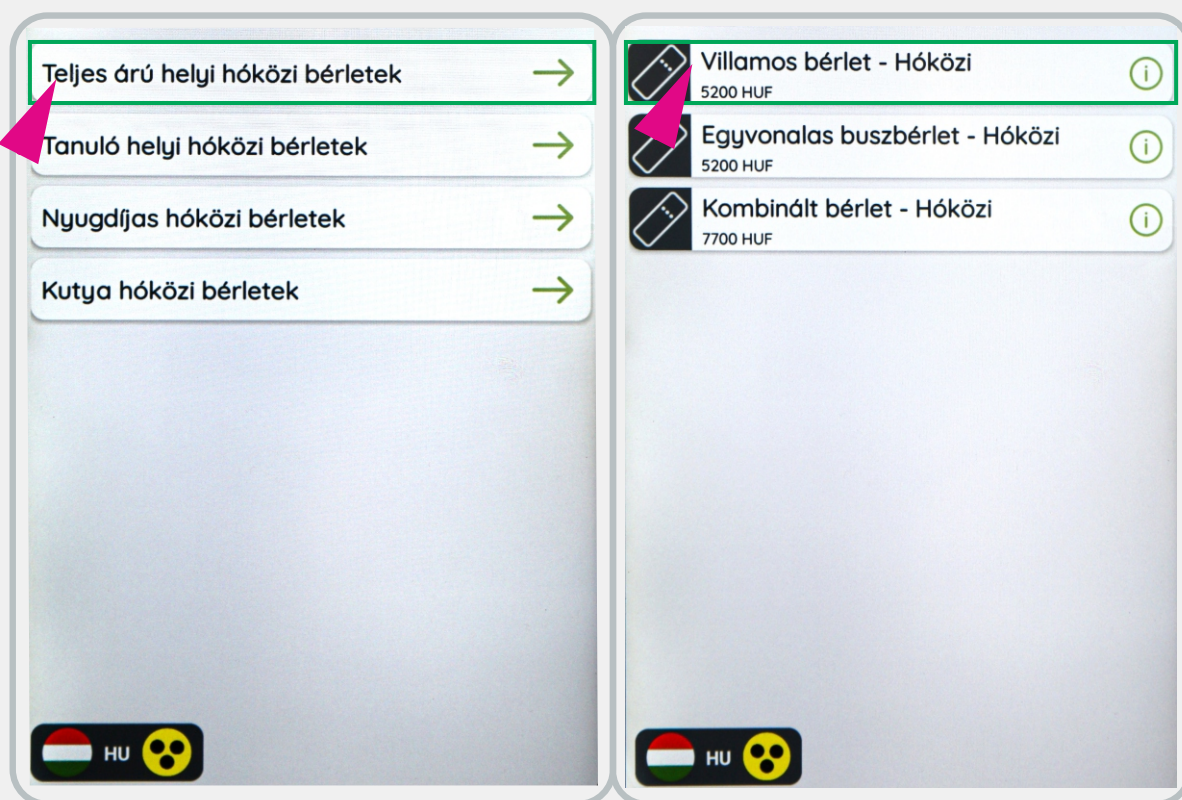 Teljes árú helyi hóközi bérletek
Tanuló helyi hóközi bérletek
Nyugdíjas hóközi bérletek
Kutya hóközi bérletek
HU
Villamos bérlet - Hóközi
5200 HUF
Egyvonalas buszbérlet - Hóközi
5200 HUF
Kombinált bérlet - Hóközi
7700 HUF
HU